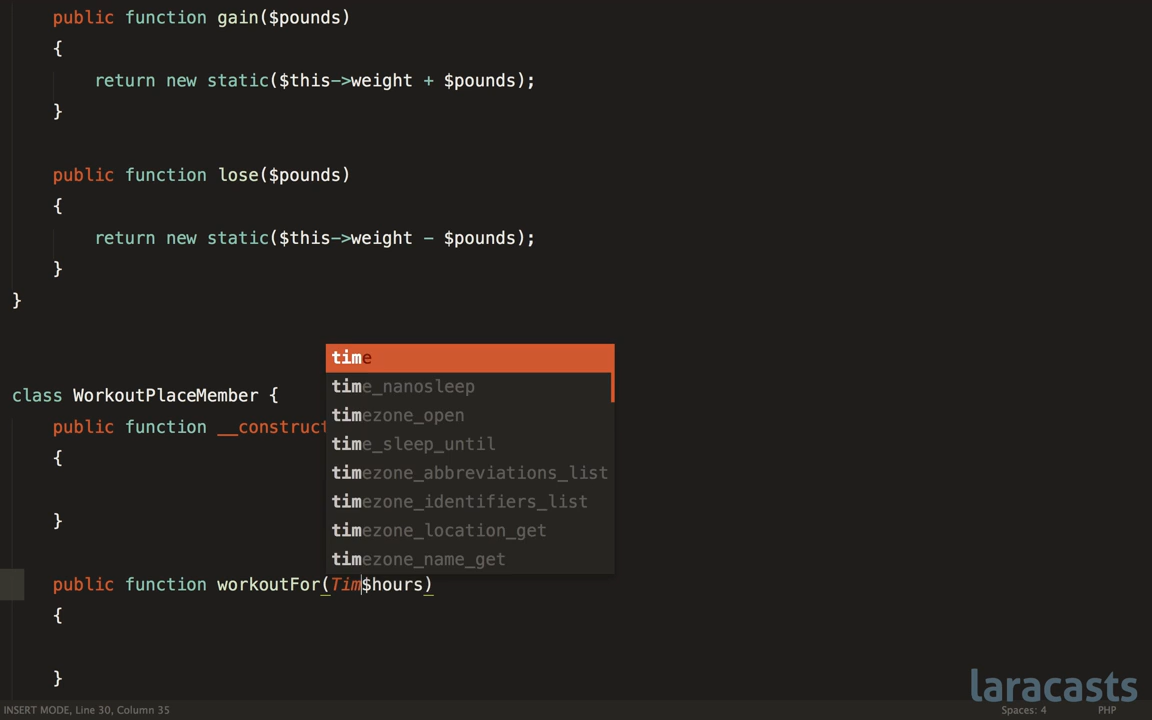 public function gain($pounds)
{
return new static($this->weight + $pounds);
}
public function lose($pounds)
{
return new static($this->weight - $pounds);
}
}
time
class WorkoutPlaceMember {
time_nanosleep
timezone_open
public function __construct
time_sleep_until
{
timezone_abbreviations_list
timezone_identifiers_list
}
timezone_location_get
timezone_name_get
public function workoutFor(Tim$hours)
{
}
laracasts
INSERT MODE, Line 30, Column 35
Spaces: 4
PHP